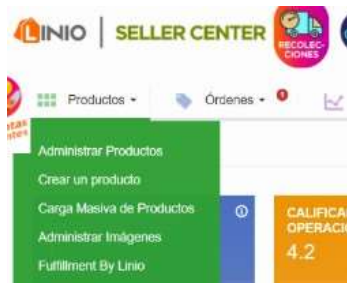 LINIO | SELLER CENTER
RECOLEC-
CIONES
Productos
Órdenes
Administrar Productos
Crear un producto
Carga Masiva de Productos
Administrar Imágenes
Fulfillment By Linio
CALIFICA
OPERACIO
4.2